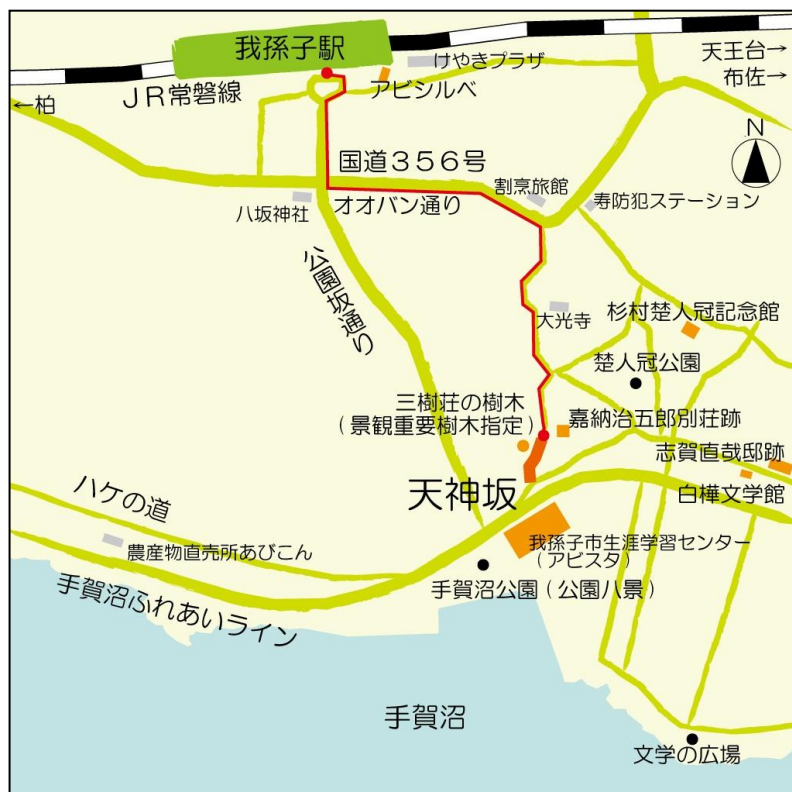 我孫子駅
けやきプラザ
天王台→
布佐→
アビシルベ
←柏
JR常磐線
N
国道356号
割烹旅館
寿防犯ステーション
八坂神社
オオバン通り
公園坂通り
大光寺
杉村楚人冠記念館
楚人冠公園
三樹荘の樹木
(景観重要樹木指定)
嘉納治五郎別荘跡
志賀直哉邸跡
天神坂
白樺文学館
ハケの道
農産物直売所あびこん
我孫子市生涯学習センター
(アビスタ)
手賀沼公園(公園八景)
手賀沼ふれあいライン
手賀沼
文学の広場